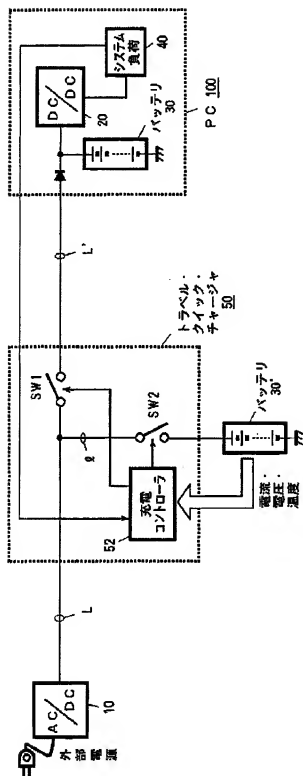 PC 100
DC/DC
20
システム
負荷
40
バッテリ
30
L'
トラベル・
クイック・
チャージャ
50
SW1
ℓ
SW2
充電
コントローラ
52
バッテリ
30'
電流・
電圧・
温度
L
AC/DC
10
外部電源